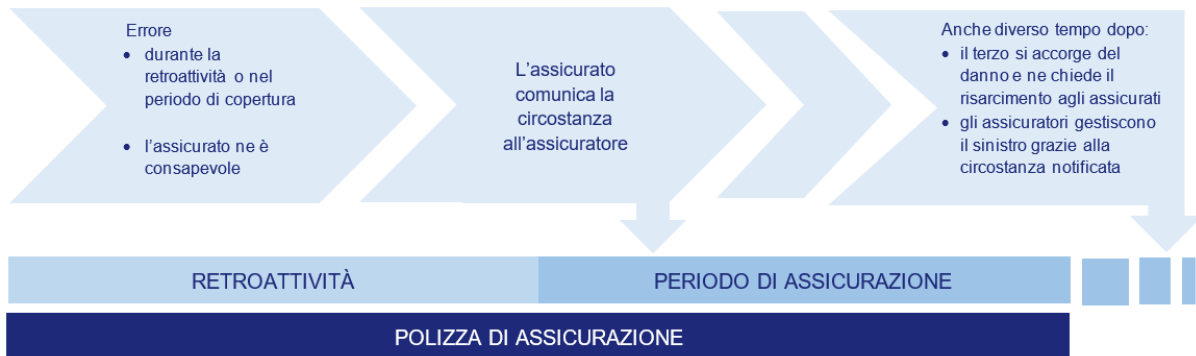 Errore
• durante la
retroattività o nel
periodo di copertura
• l'assicurato ne è
consapevole
L'assicurato
comunica la
circostanza
all'assicuratore
Anche diverso tempo dopo:
• il terzo si accorge del
danno e ne chiede il
risarcimento agli assicurati
• gli assicuratori gestiscono
il sinistro grazie alla
circostanza notificata
RETROATTIVITÀ
PERIODO DI ASSICURAZIONE
POLIZZA DI ASSICURAZIONE